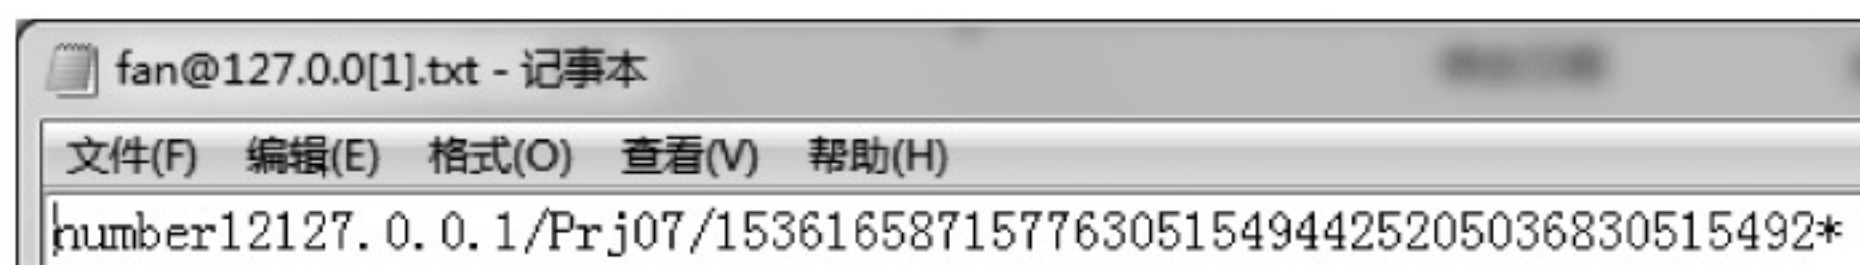 fan@127.0.0[1].txt - 记事本
文件(F) 编辑(E) 格式(O) 查看(V) 帮助(H)
number12127.0.0.1/Prj07/1536165871577630515494425205036830515492*